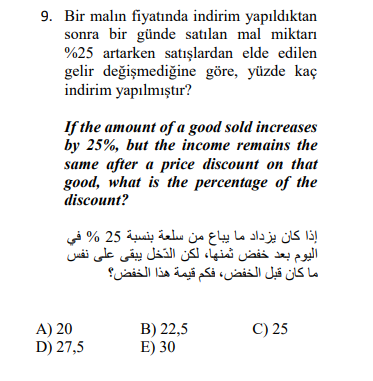 9. Bir malın fiyatında indirim yapıldıktan
sonra bir günde satılan mal miktarı
%25 artarken satışlardan elde edilen
gelir değişmediğine göre, yüzde kaç
indirim yapılmıştır?
If the amount of a good sold increases
by 25%, but the income remains the
same after a price discount on that
good, what is the percentage of the
discount?
إذا كان يزداد ما يباع من سلعة بنسبة 25 % في
اليوم بعد خفض ثمنها، لكن الدّخل يبقى على نفس
ما كان قبل الخفض، فكم قيمة هذا الخفض؟
A) 20 B) 22,5 C) 25
D) 27,5 E) 30